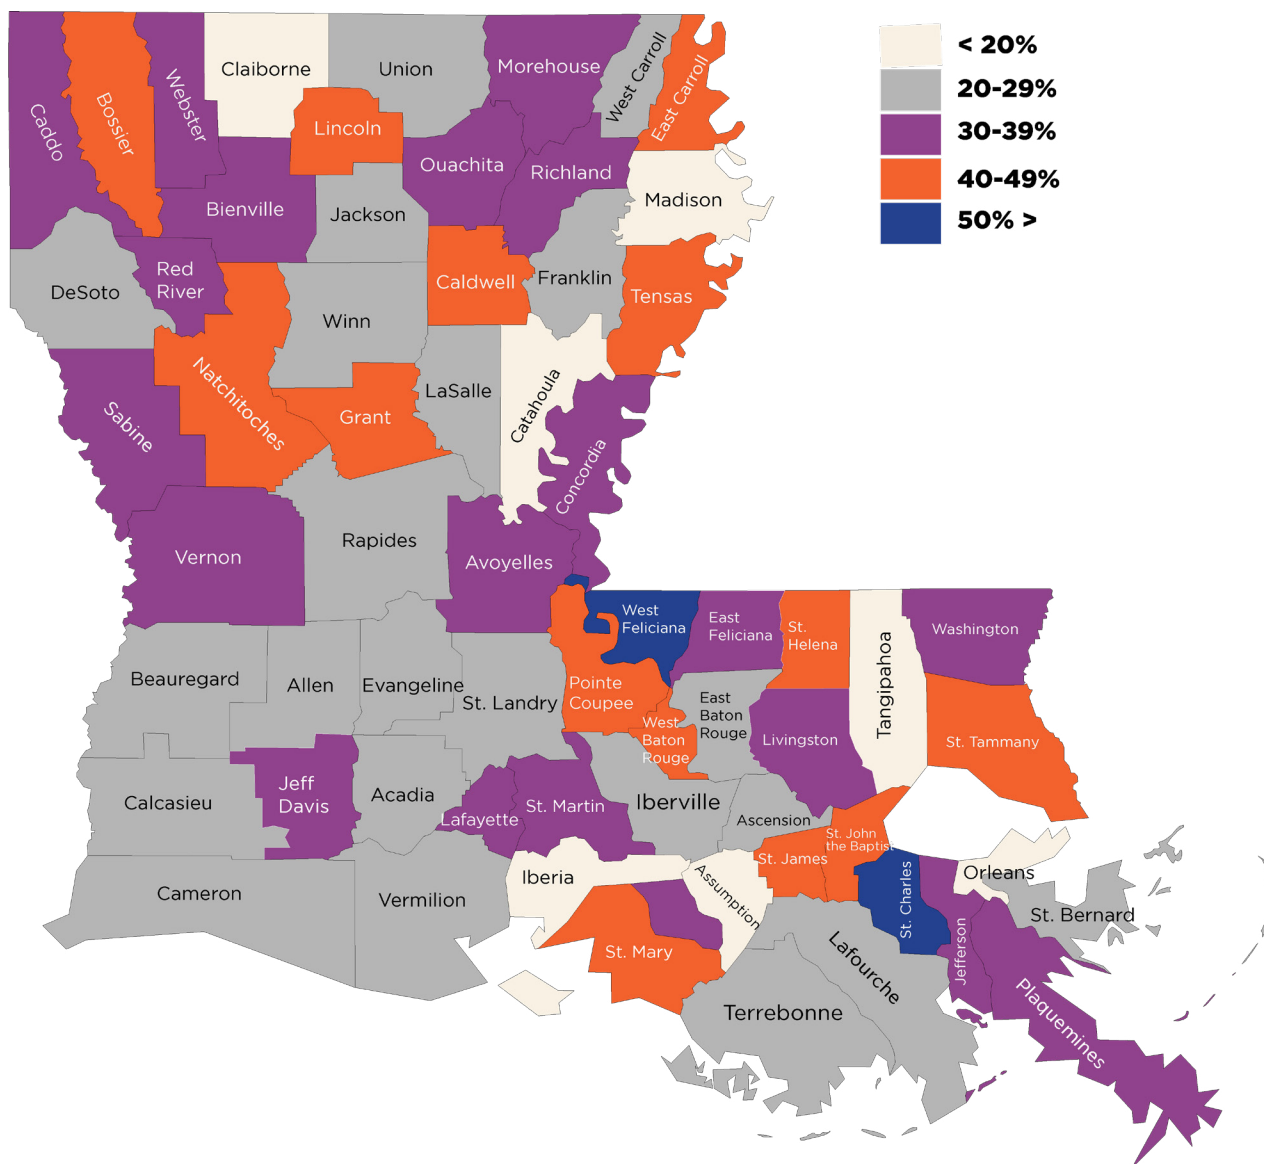 < 20%
20-29%
30-39%
40-49%
50% >
Caddo
Bossier
Webster
Claiborne
Union
Morehouse
West Carroll
East Carroll
Lincoln
Ouachita
Richland
Madison
Bienville
Jackson
DeSoto
Red
River
Winn
Caldwell
Franklin
Tensas
Natchitoches
Sabine
Grant
LaSalle
Catahoula
Concordia
Vernon
Rapides
Avoyelles
West
Feliciana
East
Feliciana
St.
Helena
Tangipahoa
Washington
Beauregard
Allen
Evangeline
St. Landry
Pointe
Coupee
West
Baton
Rouge
East
Baton
Rouge
Livingston
St. Tammany
Calcasieu
Jeff
Davis
Acadia
Lafayette
St. Martin
Iberville
Ascension
St. John
the Baptist
St. James
Cameron
Vermilion
Iberia
Assumption
St. Charles
Orleans
St. Bernard
St. Mary
Lafourche
Jefferson
Plaquemines
Terrebonne